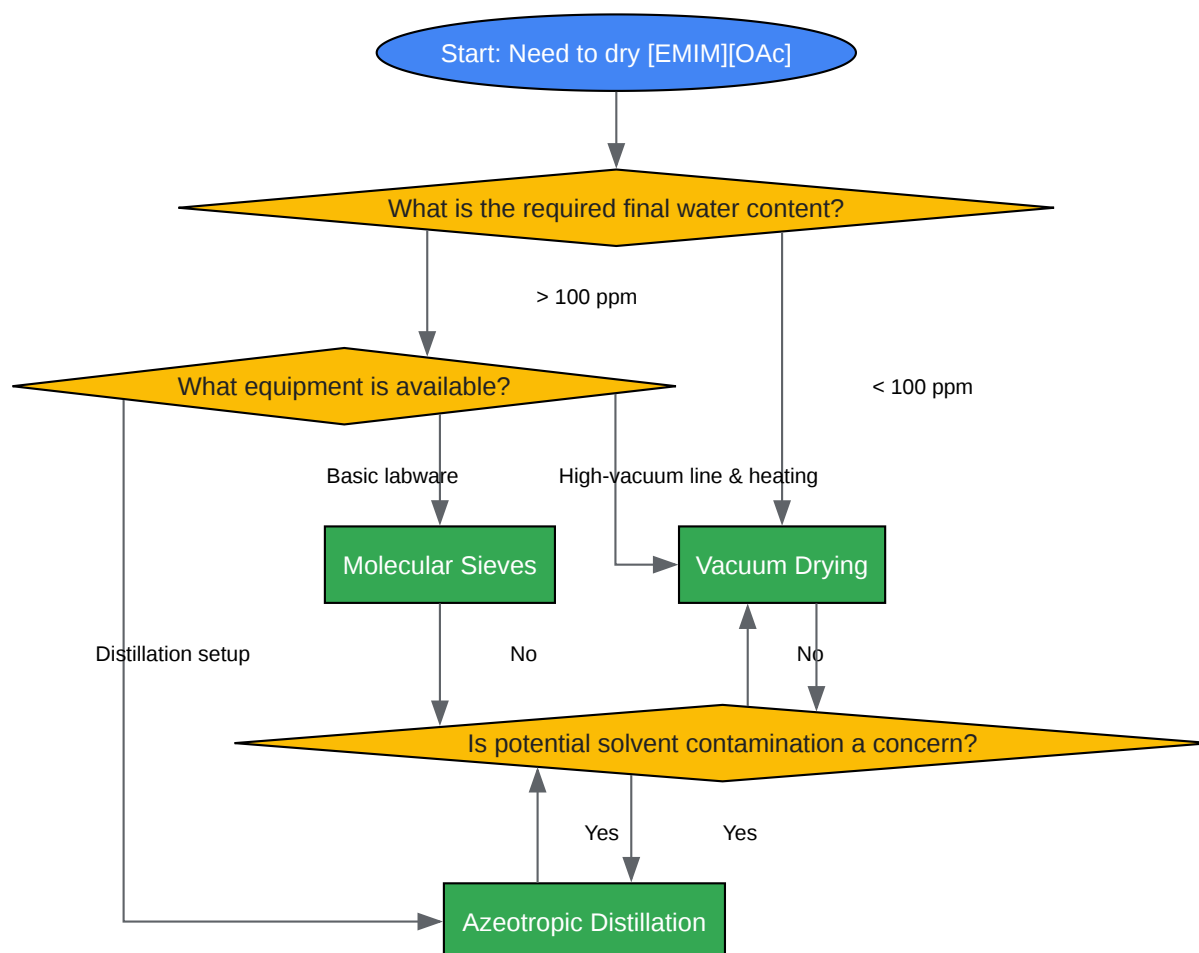 Start: Need to dry [EMIM][OAc]
What is the required final water content?
> 100 ppm
What equipment is available?
< 100 ppm
Basic labware
High-vacuum line & heating
Molecular Sieves
Vacuum Drying
Distillation setup
No
No
Is potential solvent contamination a concern?
Yes
Yes
Azeotropic Distillation